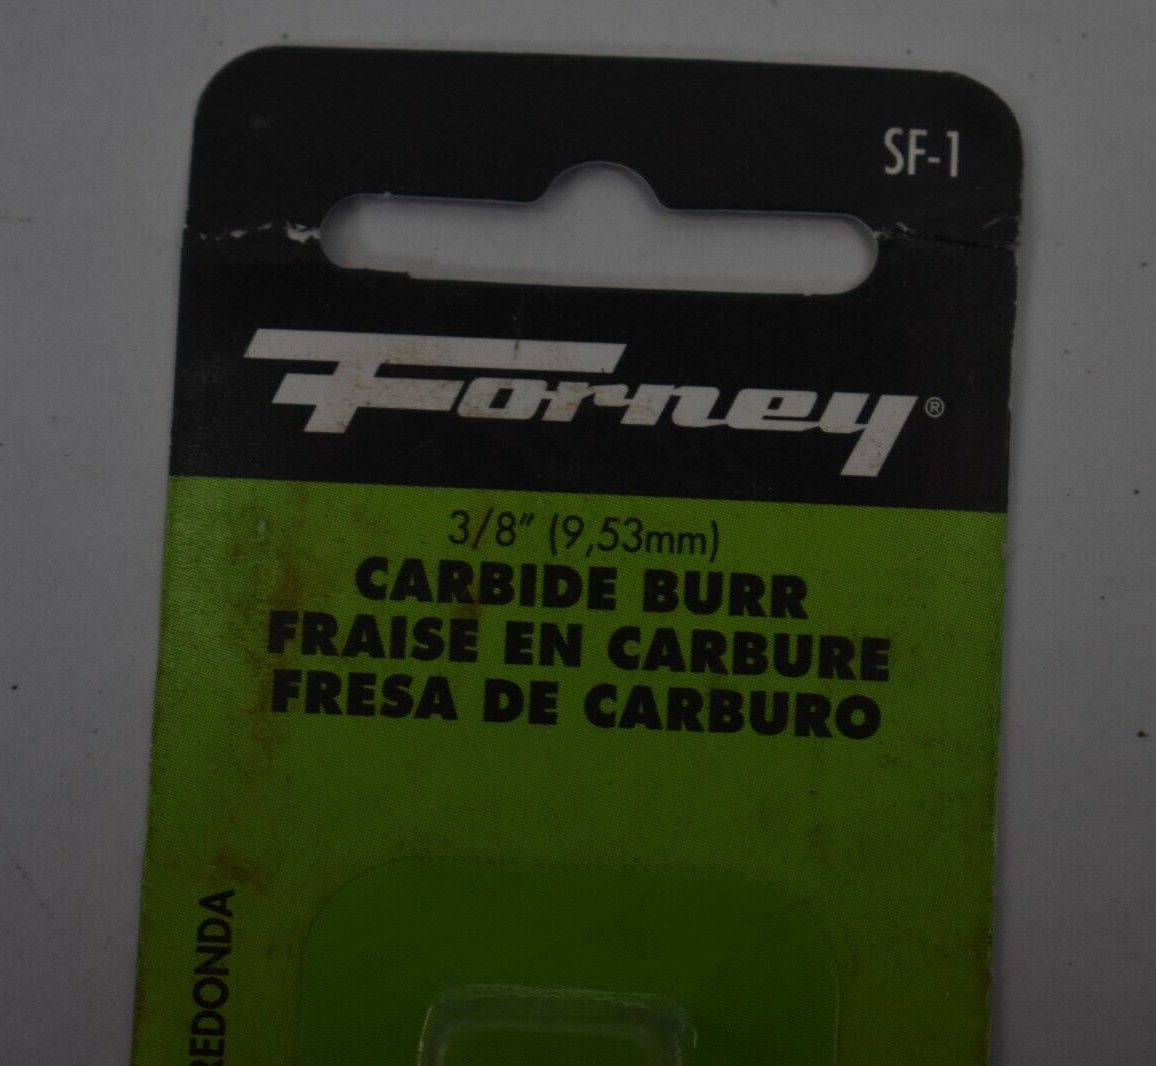 SF-1
Forney®
3/8" (9,53mm)
CARBIDE BURR
FRAISE EN CARBURE
FRESA DE CARBURO
REDONDA